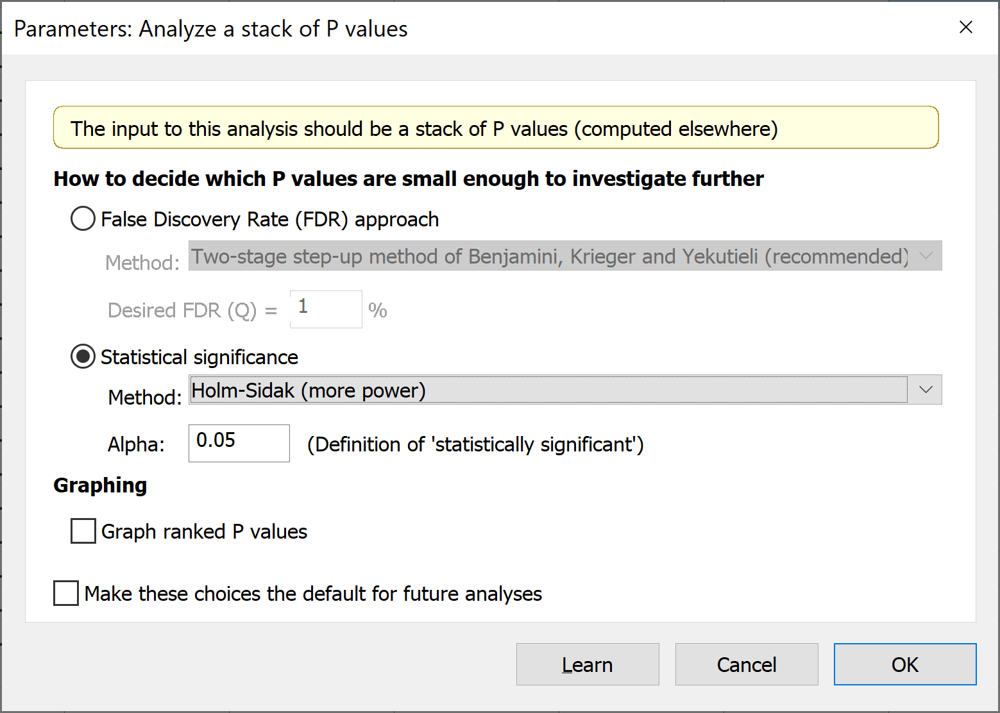 Parameters: Analyze a stack of P values
The input to this analysis should be a stack of P values (computed elsewhere)
How to decide which P values are small enough to investigate further
False Discovery Rate (FDR) approach
Method: Two-stage step-up method of Benjamini, Krieger and Yekutieli (recommended)
Desired FDR (Q) = 1 %
Statistical significance
Method: Holm-Sidak (more power)
Alpha: 0.05 (Definition of 'statistically significant')
Graphing
Graph ranked P values
Make these choices the default for future analyses
Learn Cancel OK